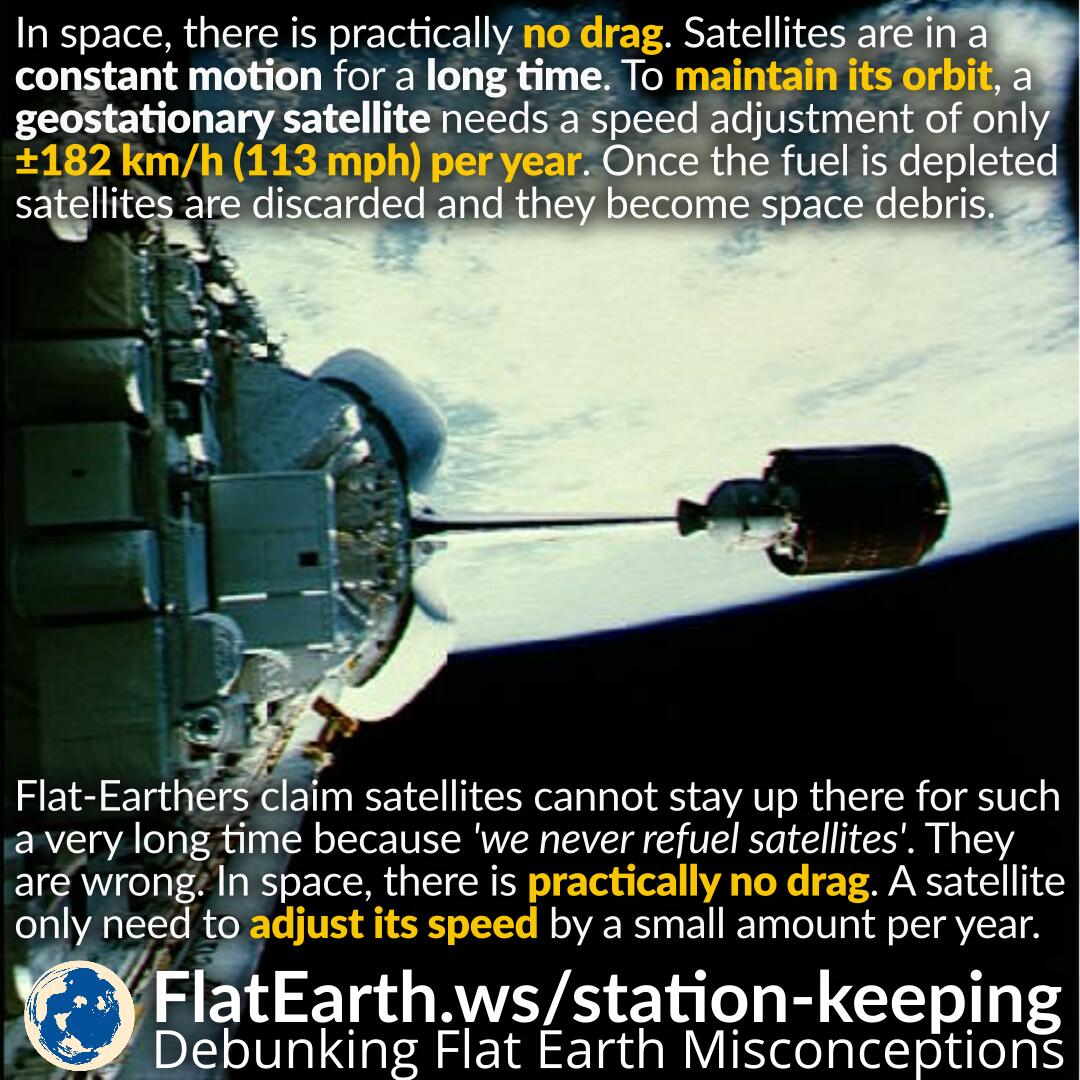 In space, there is practically no drag. Satellites are in a
constant motion for a long time. To maintain its orbit, a
geostationary satellite needs a speed adjustment of only
±182 km/h (113 mph) per year. Once the fuel is depleted
satellites are discarded and they become space debris.
Flat-Earthers claim satellites cannot stay up there for such
a very long time because 'we never refuel satellites'. They
are wrong. In space, there is practically no drag. A satellite
only need to adjust its speed by a small amount per year.
FlatEarth.ws/station-keeping
Debunking Flat Earth Misconceptions